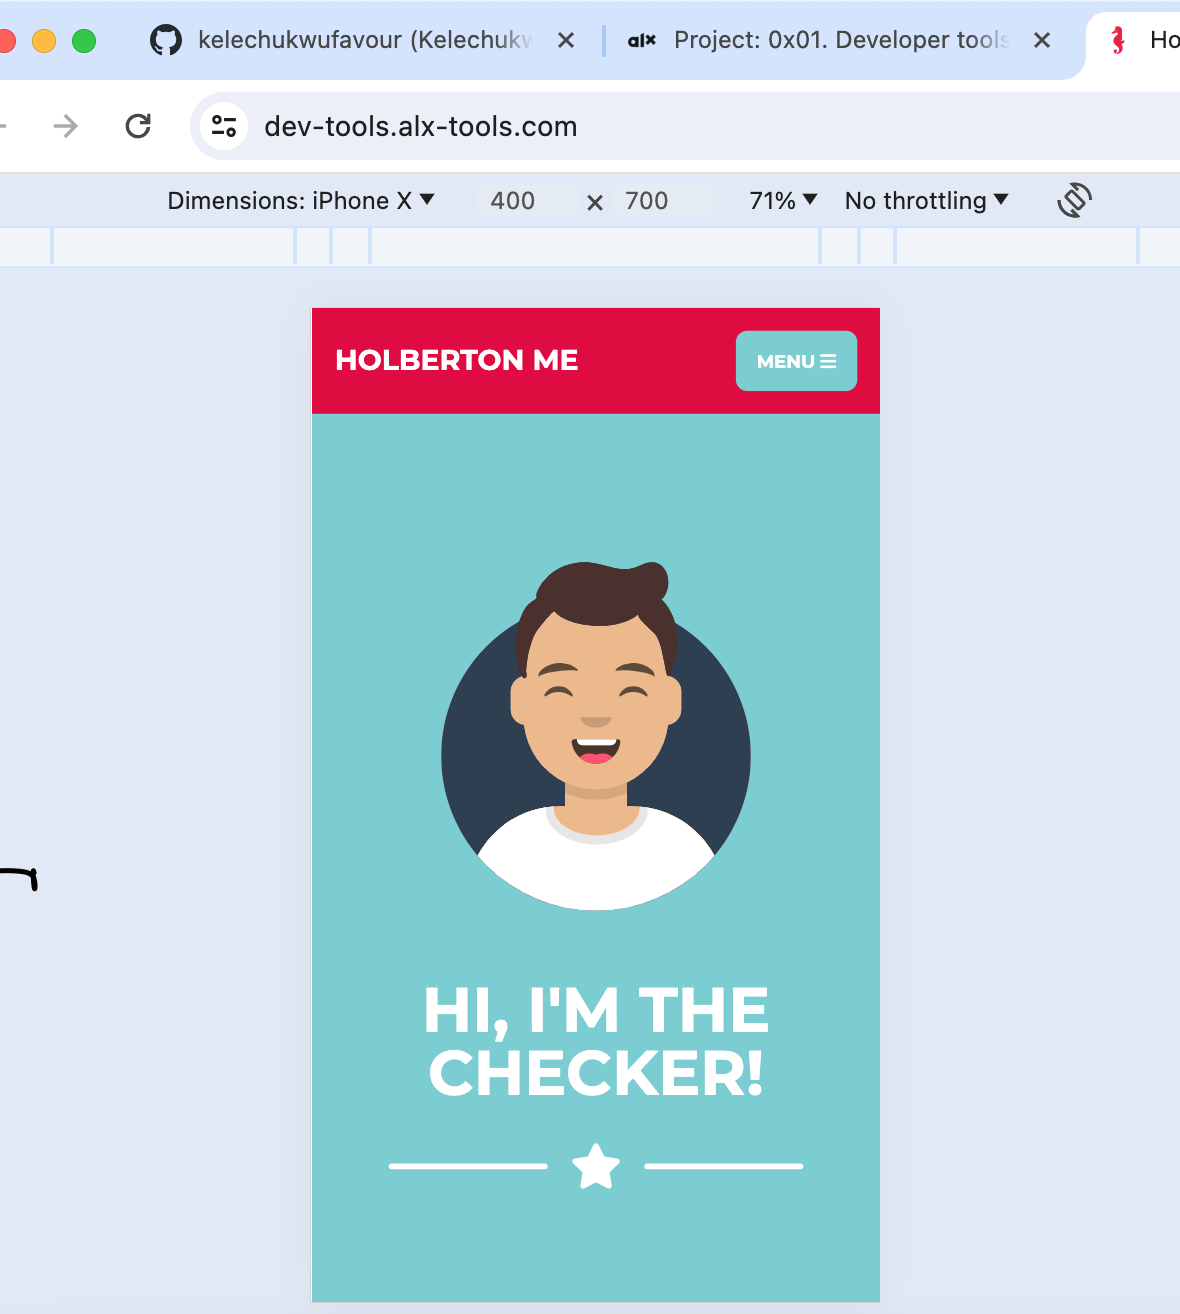 kelechukwufavour (Kelechukw
alx Project: 0x01. Developer tools
Ho
dev-tools.alx-tools.com
Dimensions: iPhone X 400 × 700 71% No throttling
HOLBERTON ME
MENU
HI, I'M THE
CHECKER!